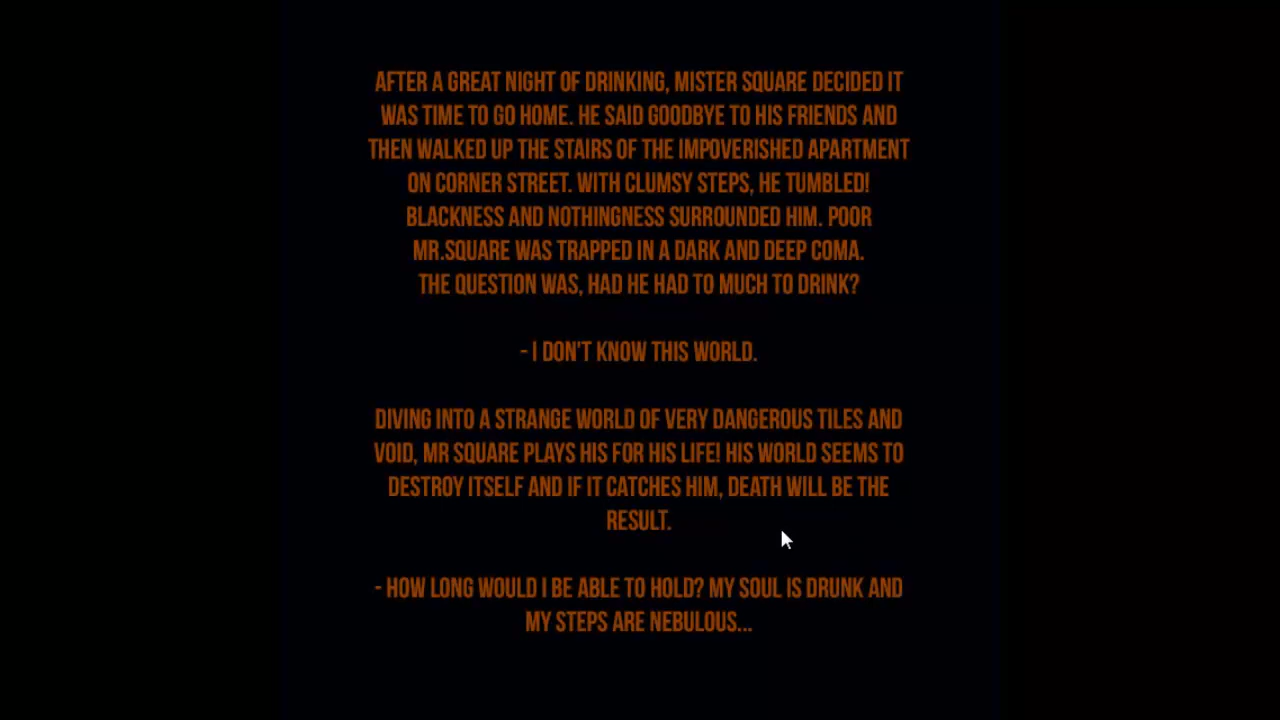 AFTER A GREAT NIGHT OF DRINKING, MISTER SQUARE DECIDED IT
WAS TIME TO GO HOME. HE SAID GOODBYE TO HIS FRIENDS AND
THEN WALKED UP THE STAIRS OF THE IMPOVERISHED APARTMENT
ON CORNER STREET. WITH CLUMSY STEPS, HE TUMBLED!
BLACKNESS AND NOTHINGNESS SURROUNDED HIM. POOR
MR.SQUARE WAS TRAPPED IN A DARK AND DEEP COMA.
THE QUESTION WAS, HAD HE HAD TO MUCH TO DRINK?
- I DON'T KNOW THIS WORLD.
DIVING INTO A STRANGE WORLD OF VERY DANGEROUS TILES AND
VOID, MR SQUARE PLAYS HIS FOR HIS LIFE! HIS WORLD SEEMS TO
DESTROY ITSELF AND IF IT CATCHES HIM, DEATH WILL BE THE
RESULT.
- HOW LONG WOULD I BE ABLE TO HOLD? MY SOUL IS DRUNK AND
MY STEPS ARE NEBULOUS...